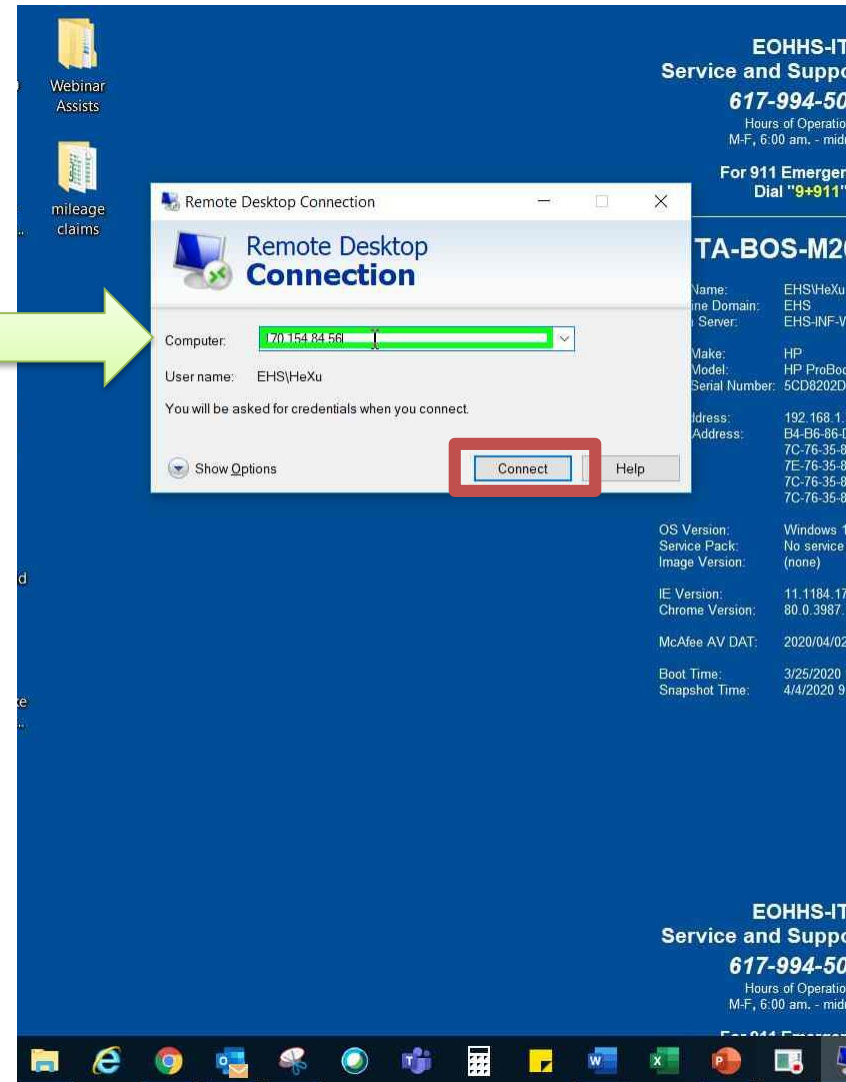 Webinar
Assists
mileage
claims
EOHHS-IT
Service and Suppo
617-994-50
Hours of Operatio
M-F, 6:00 am. - mid
For 911 Emergen
Dial "9+911"
Remote Desktop Connection
Remote Desktop
Connection
Computer:
170.154.84.56
User name: EHS\HeXu
You will be asked for credentials when you connect.
Show Options
Connect
Help
TA-BOS-M20
Name: EHS\HeXu
ine Domain: EHS
Server: EHS-INF-W
Make: HP
Model: HP ProBoo
Serial Number: 5CD8202D
ddress: 192.168.1.
Address: B4-B6-86-D
7C-76-35-8
7E-76-35-8
7C-76-35-8
7C-76-35-8
OS Version: Windows 1
Service Pack: No service
Image Version: (none)
IE Version: 11.1184.17
Chrome Version: 80.0.3987.
McAfee AV DAT: 2020/04/02
Boot Time: 3/25/2020
Snapshot Time: 4/4/2020 9
EOHHS-IT
Service and Suppo
617-994-50
Hours of Operatio
M-F, 6:00 am. - mid